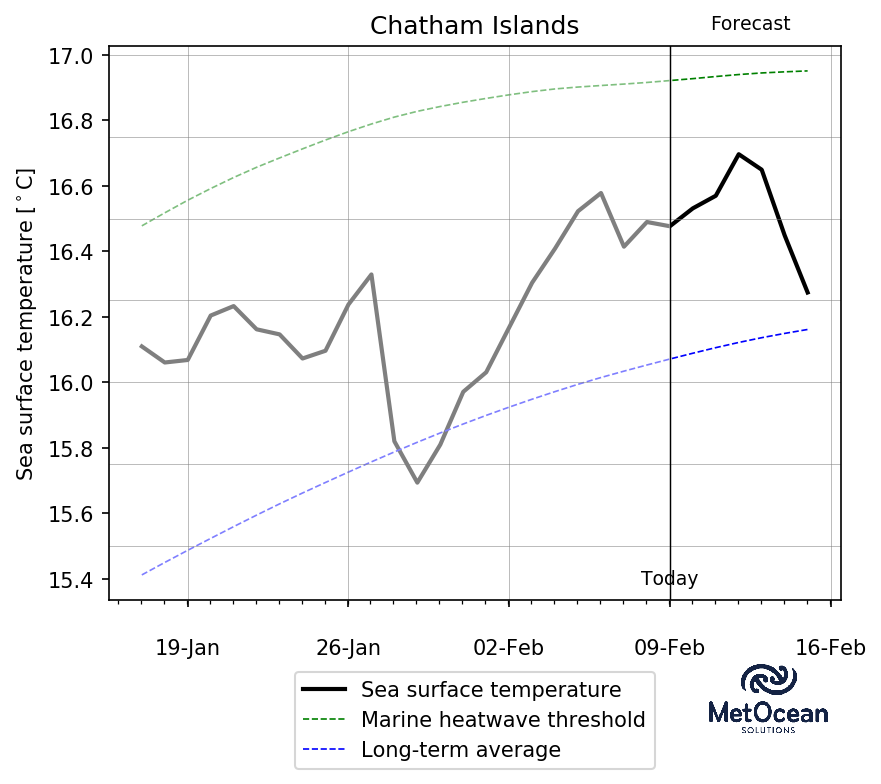 Chatham Islands
Forecast
17.0
16.8
16.6
16.4
16.2
16.0
15.8
15.6
15.4
Sea surface temperature [°C]
Today
19-Jan
26-Jan
02-Feb
09-Feb
16-Feb
Sea surface temperature
Marine heatwave threshold
Long-term average
MetOcean
SOLUTIONS